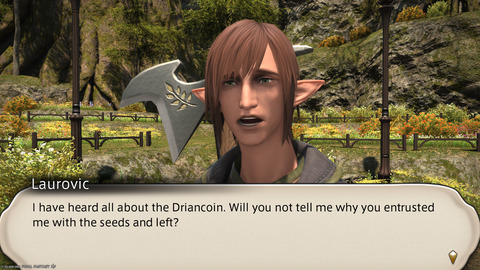 Laurovic
I have heard all about the Driancoin. Will you not tell me why you entrusted
me with the seeds and left?